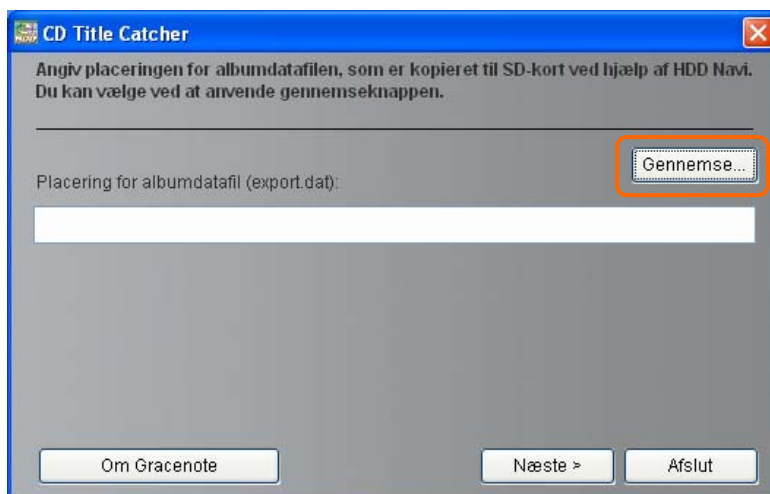 CD Title Catcher
Angiv placeringen for albumdatafilen, som er kopieret til SD-kort ved hjælp af HDD Navi.
Du kan vælge ved at anvende gennemseknappen.
Gennemse...
Placering for albumdatafil (export.dat):
Om Gracenote
Næste >
Afslut